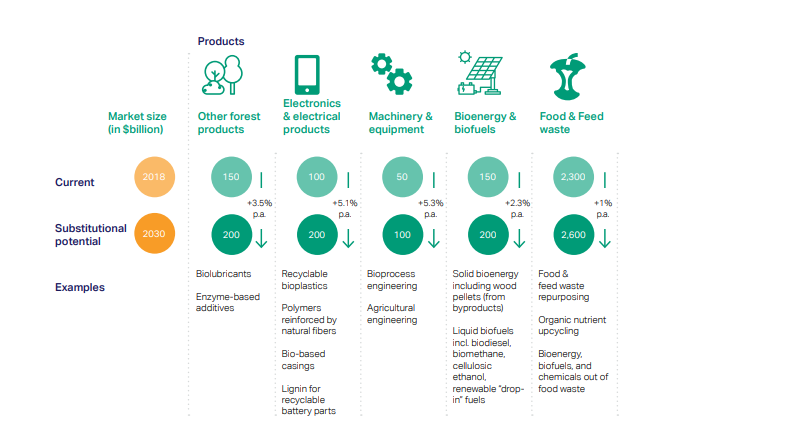 Products
Market size
(in $billion)
Other forest
products
Electronics
& electrical
products
Machinery &
equipment
Bioenergy &
biofuels
Food & Feed
waste
Current
2018
150
100
50
150
2,300
+3.5%
p.a.
+5.1%
p.a.
+5.3%
p.a.
+2.3%
p.a.
+1%
p.a.
Substitutional
potential
2030
200
200
100
200
2,600
Examples
Biolubricants
Enzyme-based
additives
Recyclable
bioplastics
Polymers
reinforced by
natural fibers
Bio-based
casings
Lignin for
recyclable
battery parts
Bioprocess
engineering
Agricultural
engineering
Solid bioenergy
including wood
pellets (from
byproducts)
Liquid biofuels
incl. biodiesel,
biomethane,
cellulosic
ethanol,
renewable "drop-
in" fuels
Food &
feed waste
repurposing
Organic nutrient
upcycling
Bioenergy,
biofuels, and
chemicals out of
food waste